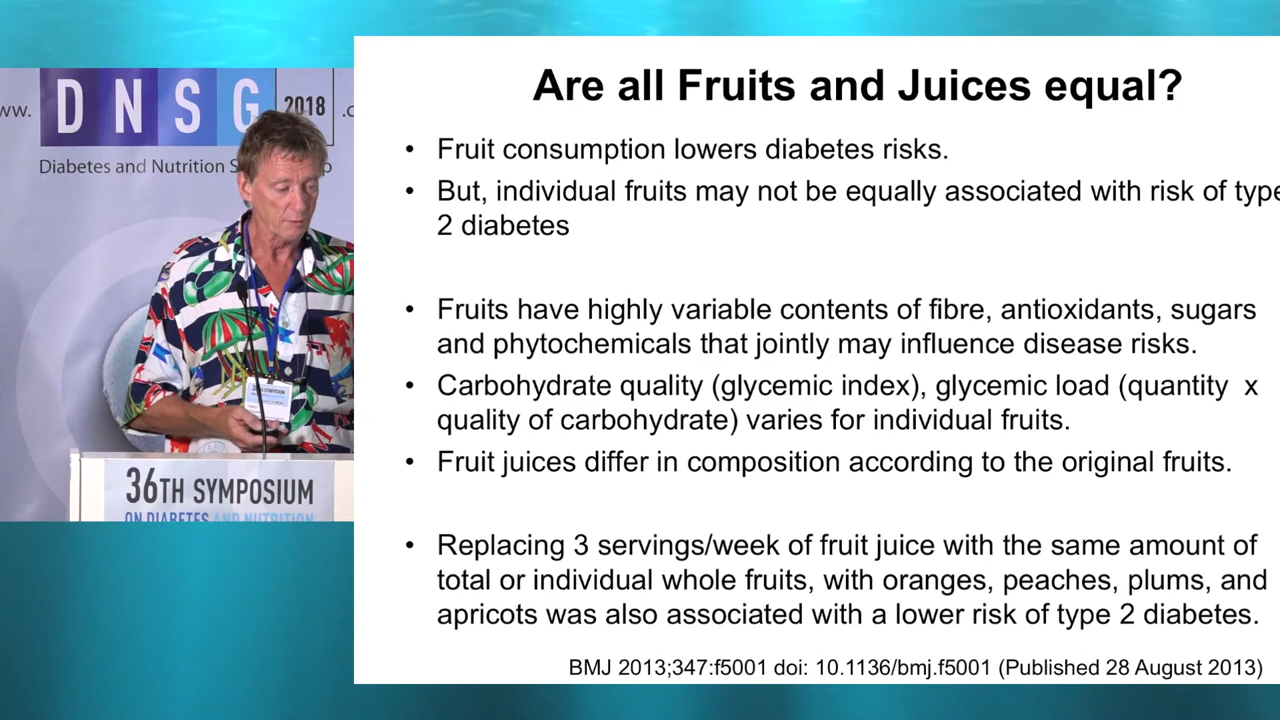 ww.
DNSG
2018
.c
Diabetes and Nutrition S
p
36TH SYMPOSIUM
ON DIABETES AND NUTRITION
Are all Fruits and Juices equal?
• Fruit consumption lowers diabetes risks.
• But, individual fruits may not be equally associated with risk of type
2 diabetes
• Fruits have highly variable contents of fibre, antioxidants, sugars
and phytochemicals that jointly may influence disease risks.
• Carbohydrate quality (glycemic index), glycemic load (quantity x
quality of carbohydrate) varies for individual fruits.
• Fruit juices differ in composition according to the original fruits.
• Replacing 3 servings/week of fruit juice with the same amount of
total or individual whole fruits, with oranges, peaches, plums, and
apricots was also associated with a lower risk of type 2 diabetes.
BMJ 2013;347:f5001 doi: 10.1136/bmj.f5001 (Published 28 August 2013)